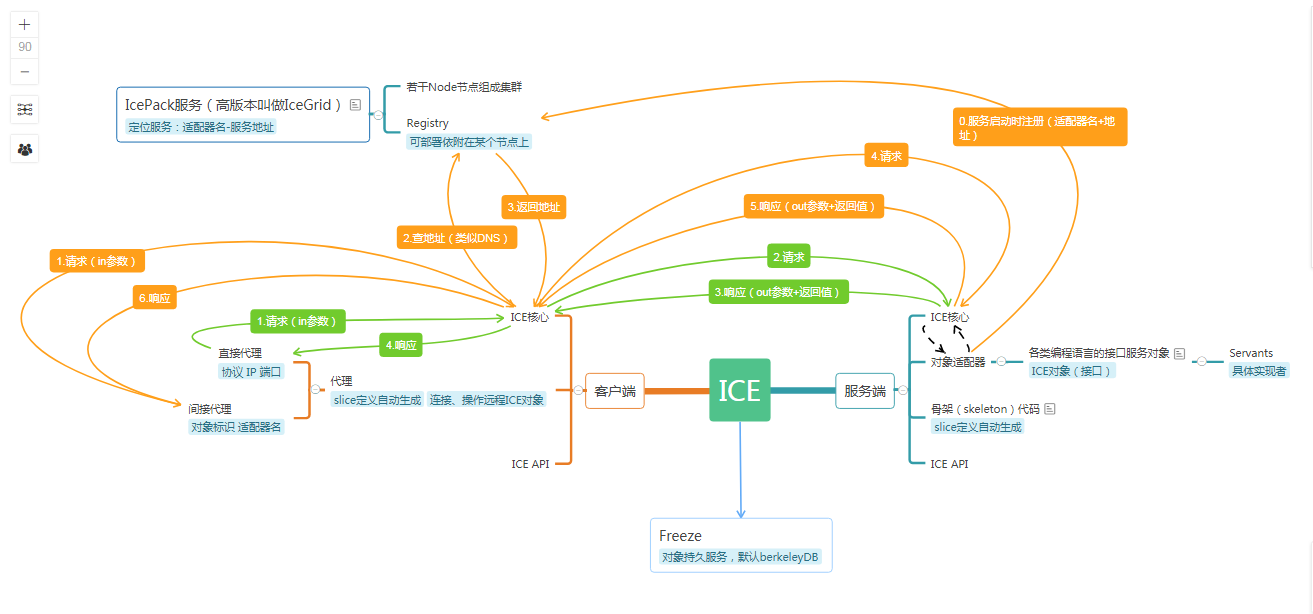 90
IcePack服务（高版本叫做IceGrid）
定位服务：适配器名-服务地址
若干Node节点组成集群
Registry
可部署依附在某个节点上
0.服务启动时注册（适配器名+地
址）
4.请求
5.响应（out参数+返回值）
3.返回地址
2.查地址（类似DNS）
1.请求（in参数）
6.响应
2.请求
3.响应（out参数+返回值）
1.请求（in参数）
4.响应
ICE核心
直接代理
协议 IP 端口
代理
slice定义自动生成 连接、操作远程ICE对象
间接代理
对象标识 适配器名
ICE API
客户端
ICE
服务端
ICE核心
对象适配器
各类编程语言的接口服务对象
ICE对象（接口）
Servants
具体实现者
骨架（skeleton）代码
slice定义自动生成
ICE API
Freeze
对象持久服务，默认berkeleyDB